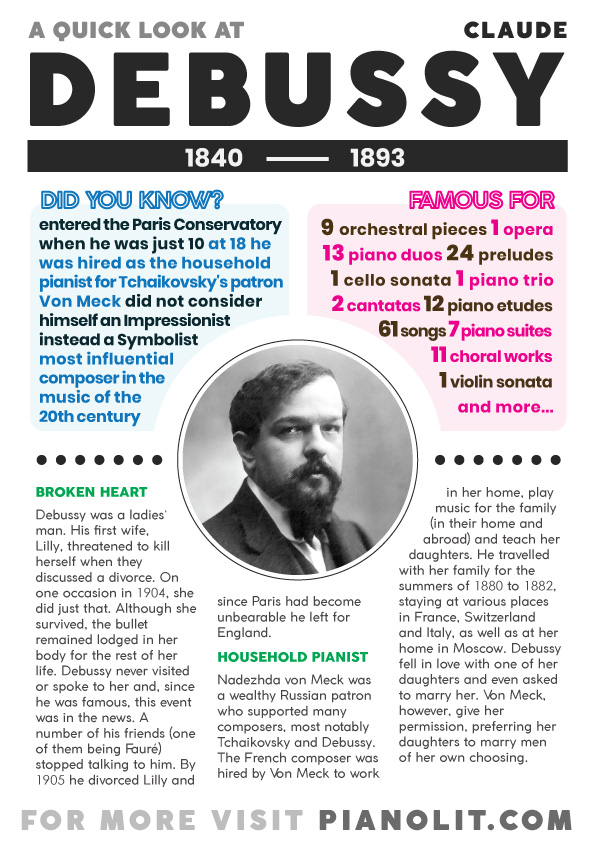 A QUICK LOOK AT
CLAUDE
DEBUSSY
1840 — 1893
DID YOU KNOW?
entered the Paris Conservatory
when he was just 10 at 18 he
was hired as the household
pianist for Tchaikovsky's patron
Von Meck did not consider
himself an Impressionist
instead a Symbolist
most influential
composer in the
music of the
20th century
FAMOUS FOR
9 orchestral pieces 1 opera
13 piano duos 24 preludes
1 cello sonata 1 piano trio
2 cantatas 12 piano etudes
61 songs 7 piano suites
11 choral works
1 violin sonata
and more...
BROKEN HEART
Debussy was a ladies'
man. His first wife,
Lilly, threatened to kill
herself when they
discussed a divorce. On
one occasion in 1904, she
did just that. Although she
survived, the bullet
remained lodged in her
body for the rest of her
life. Debussy never visited
or spoke to her and, since
he was famous, this event
was in the news. A
number of his friends (one
of them being Fauré)
stopped talking to him. By
1905 he divorced Lilly and
since Paris had become
unbearable he left for
England.
HOUSEHOLD PIANIST
Nadezhda von Meck was
a wealthy Russian patron
who supported many
composers, most notably
Tchaikovsky and Debussy.
The French composer was
hired by Von Meck to work
in her home, play
music for the family
(in their home and
abroad) and teach her
daughters. He travelled
with her family for the
summers of 1880 to 1882,
staying at various places
in France, Switzerland
and Italy, as well as at her
home in Moscow. Debussy
fell in love with one of her
daughters and even asked
to marry her. Von Meck,
however, give her
permission, preferring her
daughters to marry men
of her own choosing.
FOR MORE VISIT PIANOLIT.COM